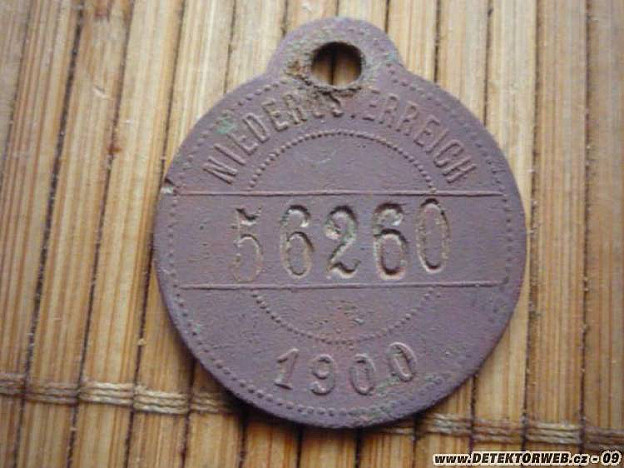 NIEDERÖSTERREICH
56260
1900
www.DETEKTORWEB.cz - 09